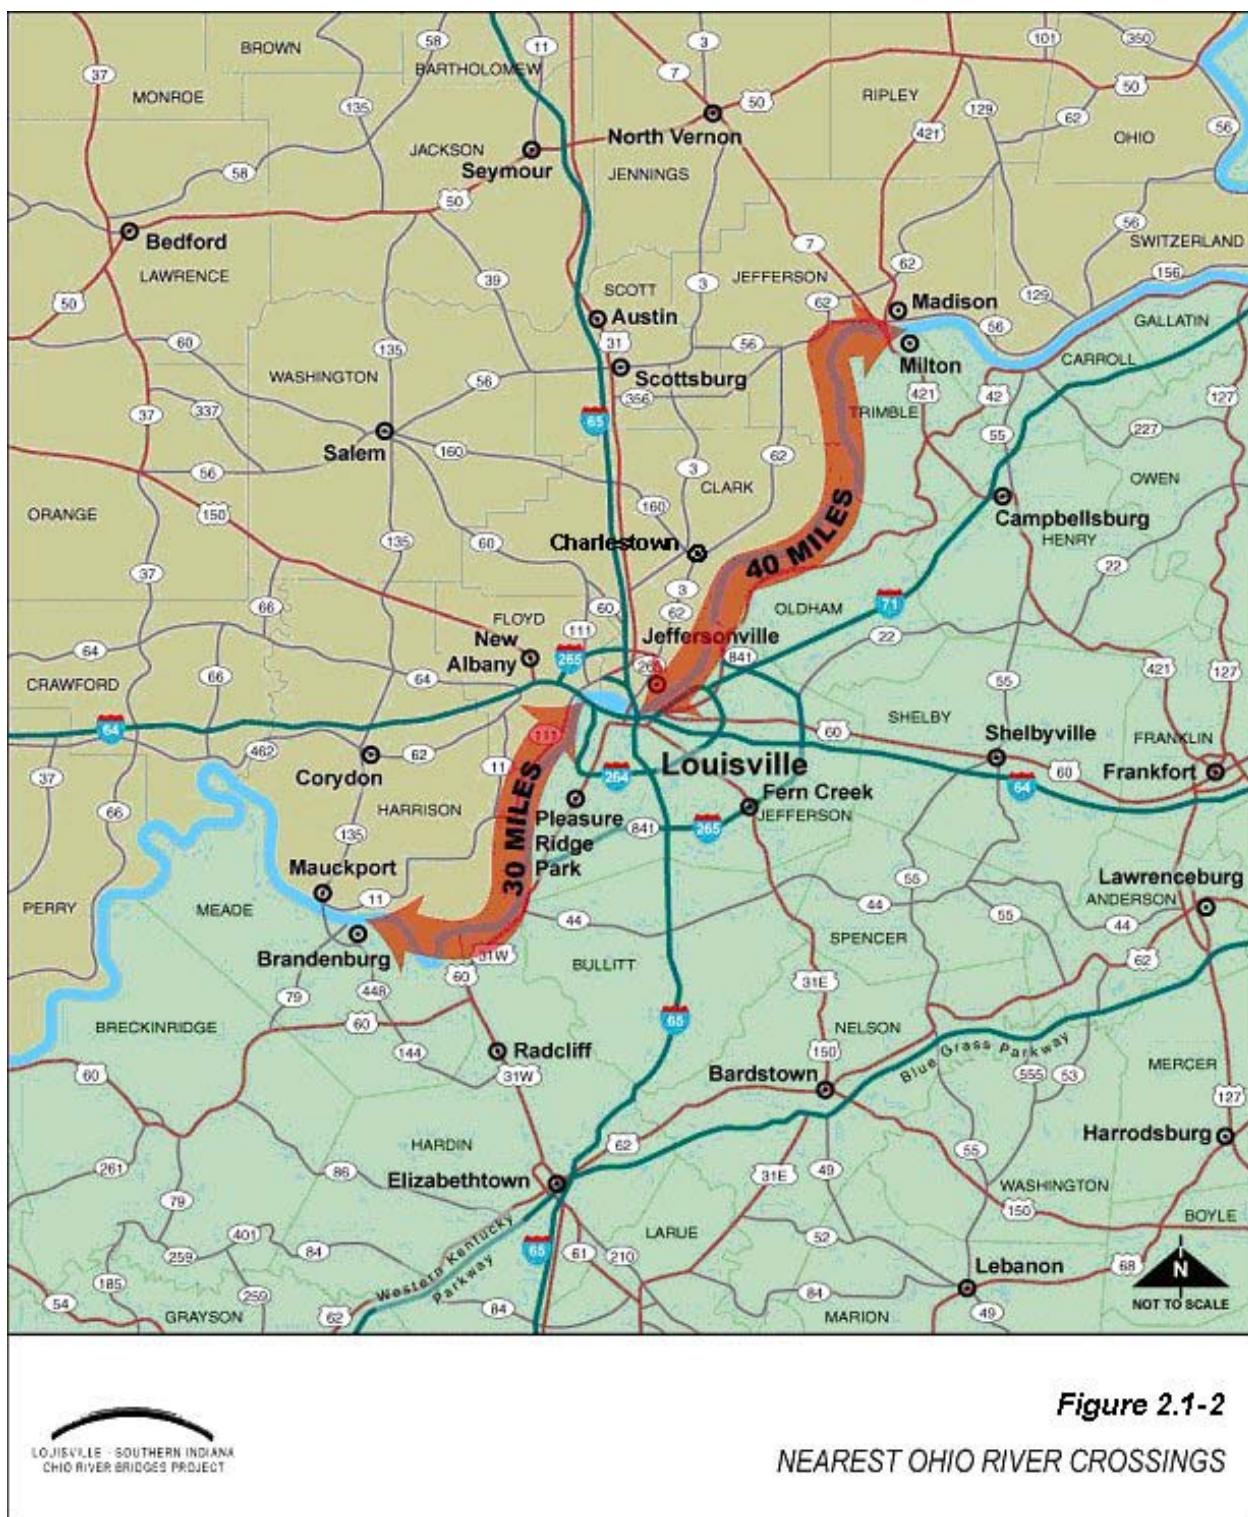 BROWN
58
11
3
101
350
BARTHOLOMEW
37
7
50
MONROE
135
50
RIPLEY
129
62
56
North Vernon
421
OHIO
JACKSON
Seymour
JENNINGS
58
50
Bedford
7
56
SWITZERLAND
LAWRENCE
39
3
JEFFERSON
62
156
50
SCOTT
62
Madison
129
Austin
56
GALLATIN
60
135
31
56
Milton
CARROLL
WASHINGTON
56
Scottsburg
421
42
127
37
337
356
TRIMBLE
65
55
227
Salem
160
62
56
3
CLARK
OWEN
ORANGE
150
160
40 MILES
Campbellsburg
135
60
Charlestown
HENRY
37
3
22
66
60
62
OLDHAM
71
FLOYD
111
22
New
Albany
Jeffersonville
64
265
265
841
421
127
CRAWFORD
66
64
55
64
462
62
111
60
SHELBY
Shelbyville
FRANKLIN
37
Corydon
11
264
Louisville
60
Frankfort
64
66
HARRISON
30 MILES
Pleasure
Ridge
Park
Fern Creek
JEFFERSON
135
841
265
Mauckport
55
Lawrenceburg
PERRY
MEADE
11
44
44
55
ANDERSON
44
Brandenburg
31W
SPENCER
62
60
BULLITT
79
448
31E
BRECKINRIDGE
60
65
NELSON
Blue Grass Parkway
144
Radcliff
150
MERCER
60
31W
Bardstown
555
53
127
HARDIN
62
Harrodsburg
261
86
Elizabethtown
31E
49
55
WASHINGTON
79
150
BOYLE
401
LARUE
259
84
65
61
210
52
Western Kentucky
Parkway
Lebanon
68
N
185
259
84
54
62
84
49
GRAYSON
MARION
NOT TO SCALE
LOUISVILLE - SOUTHERN INDIANA
OHIO RIVER BRIDGES PROJECT
Figure 2.1-2
NEAREST OHIO RIVER CROSSINGS